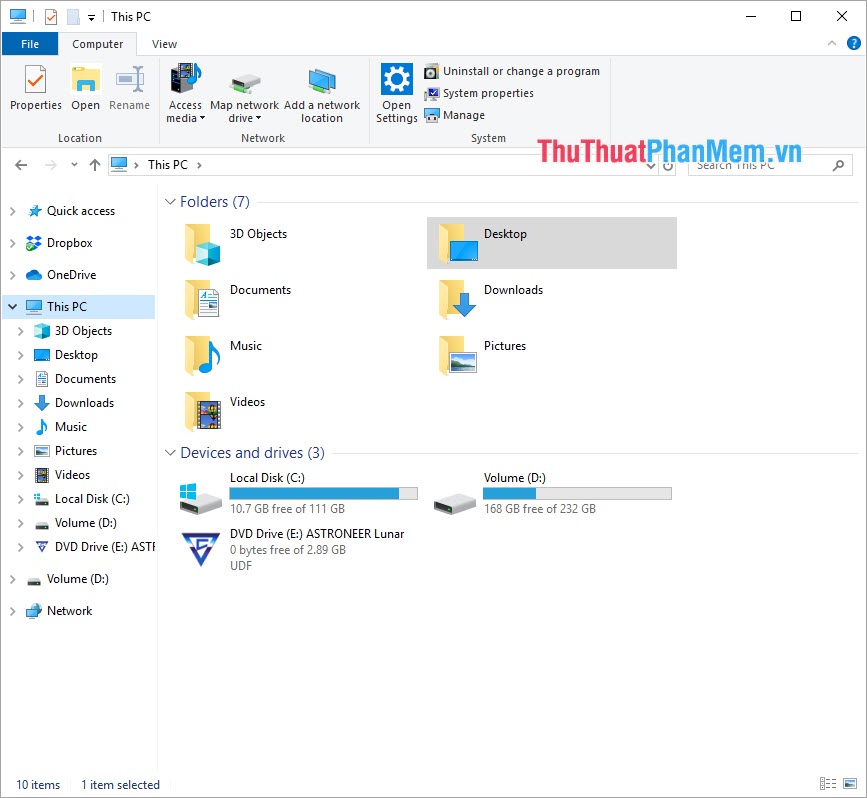 This PC
File Computer View
Properties Open Rename Access media Map network drive Add a network location Open Settings Uninstall or change a program
System properties
Manage
Location Network System
ThuThuatPhanMem.vn
This PC Search This PC
Quick access
Dropbox
OneDrive
This PC
3D Objects
Desktop
Documents
Downloads
Music
Pictures
Videos
Local Disk (C:)
Volume (D:)
DVD Drive (E:) ASTR
Volume (D:)
Network
Folders (7)
3D Objects Desktop
Documents Downloads
Music Pictures
Videos
Devices and drives (3)
Local Disk (C:) Volume (D:)
10.7 GB free of 111 GB 168 GB free of 232 GB
DVD Drive (E:) ASTRONEER Lunar
0 bytes free of 2.89 GB
UDF
10 items 1 item selected